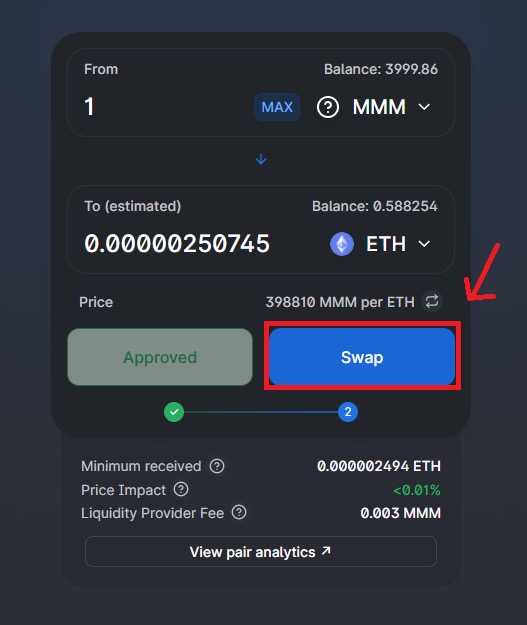 From Balance: 3999.86
1 MAX ? MMM
To (estimated) Balance: 0.588254
0.00000250745 ETH
Price 398810 MMM per ETH
Approved Swap
2
Minimum received ? 0.000002494 ETH
Price Impact ? <0.01%
Liquidity Provider Fee ? 0.003 MMM
View pair analytics ↗